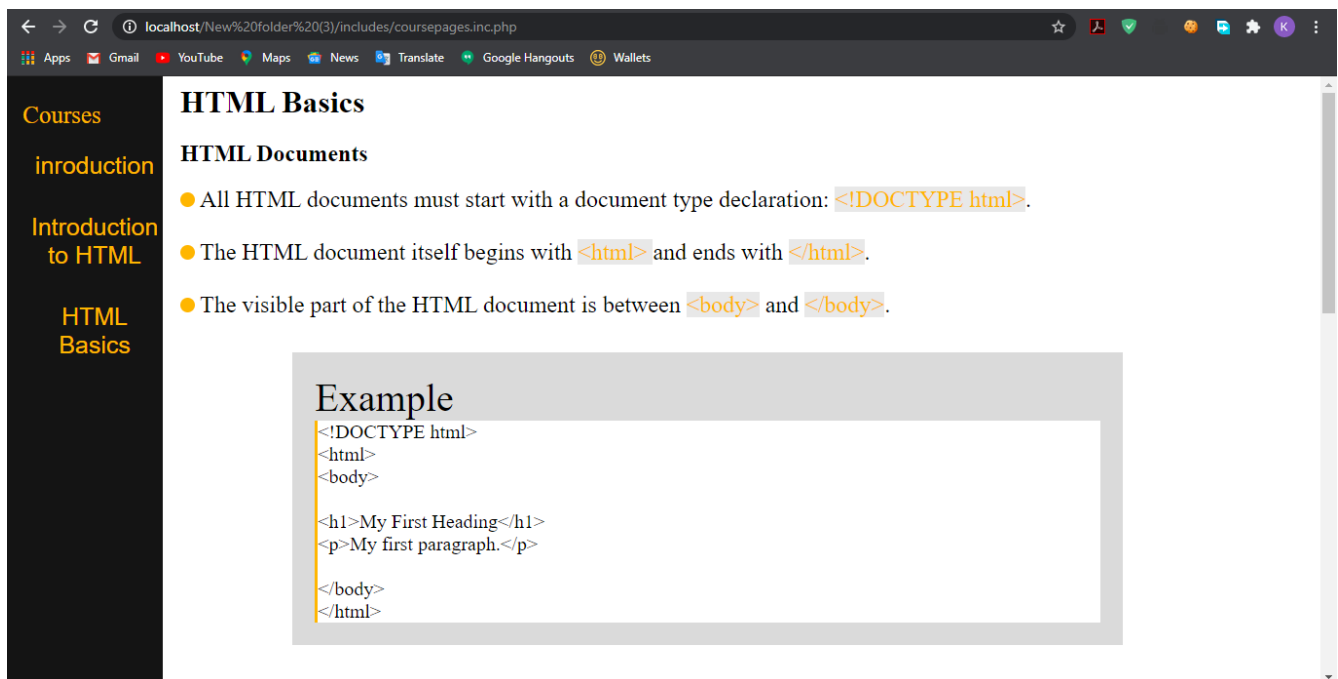 localhost/New%20folder%20(3)/includes/coursepages.inc.php
K
Apps Gmail YouTube Maps News Translate Google Hangouts Wallets
Courses
inroduction
Introduction
to HTML
HTML
Basics
HTML Basics
HTML Documents
All HTML documents must start with a document type declaration: <!DOCTYPE html>.
The HTML document itself begins with <html> and ends with </html>.
The visible part of the HTML document is between <body> and </body>.
Example
<!DOCTYPE html>
<html>
<body>
<h1>My First Heading</h1>
<p>My first paragraph.</p>
</body>
</html>